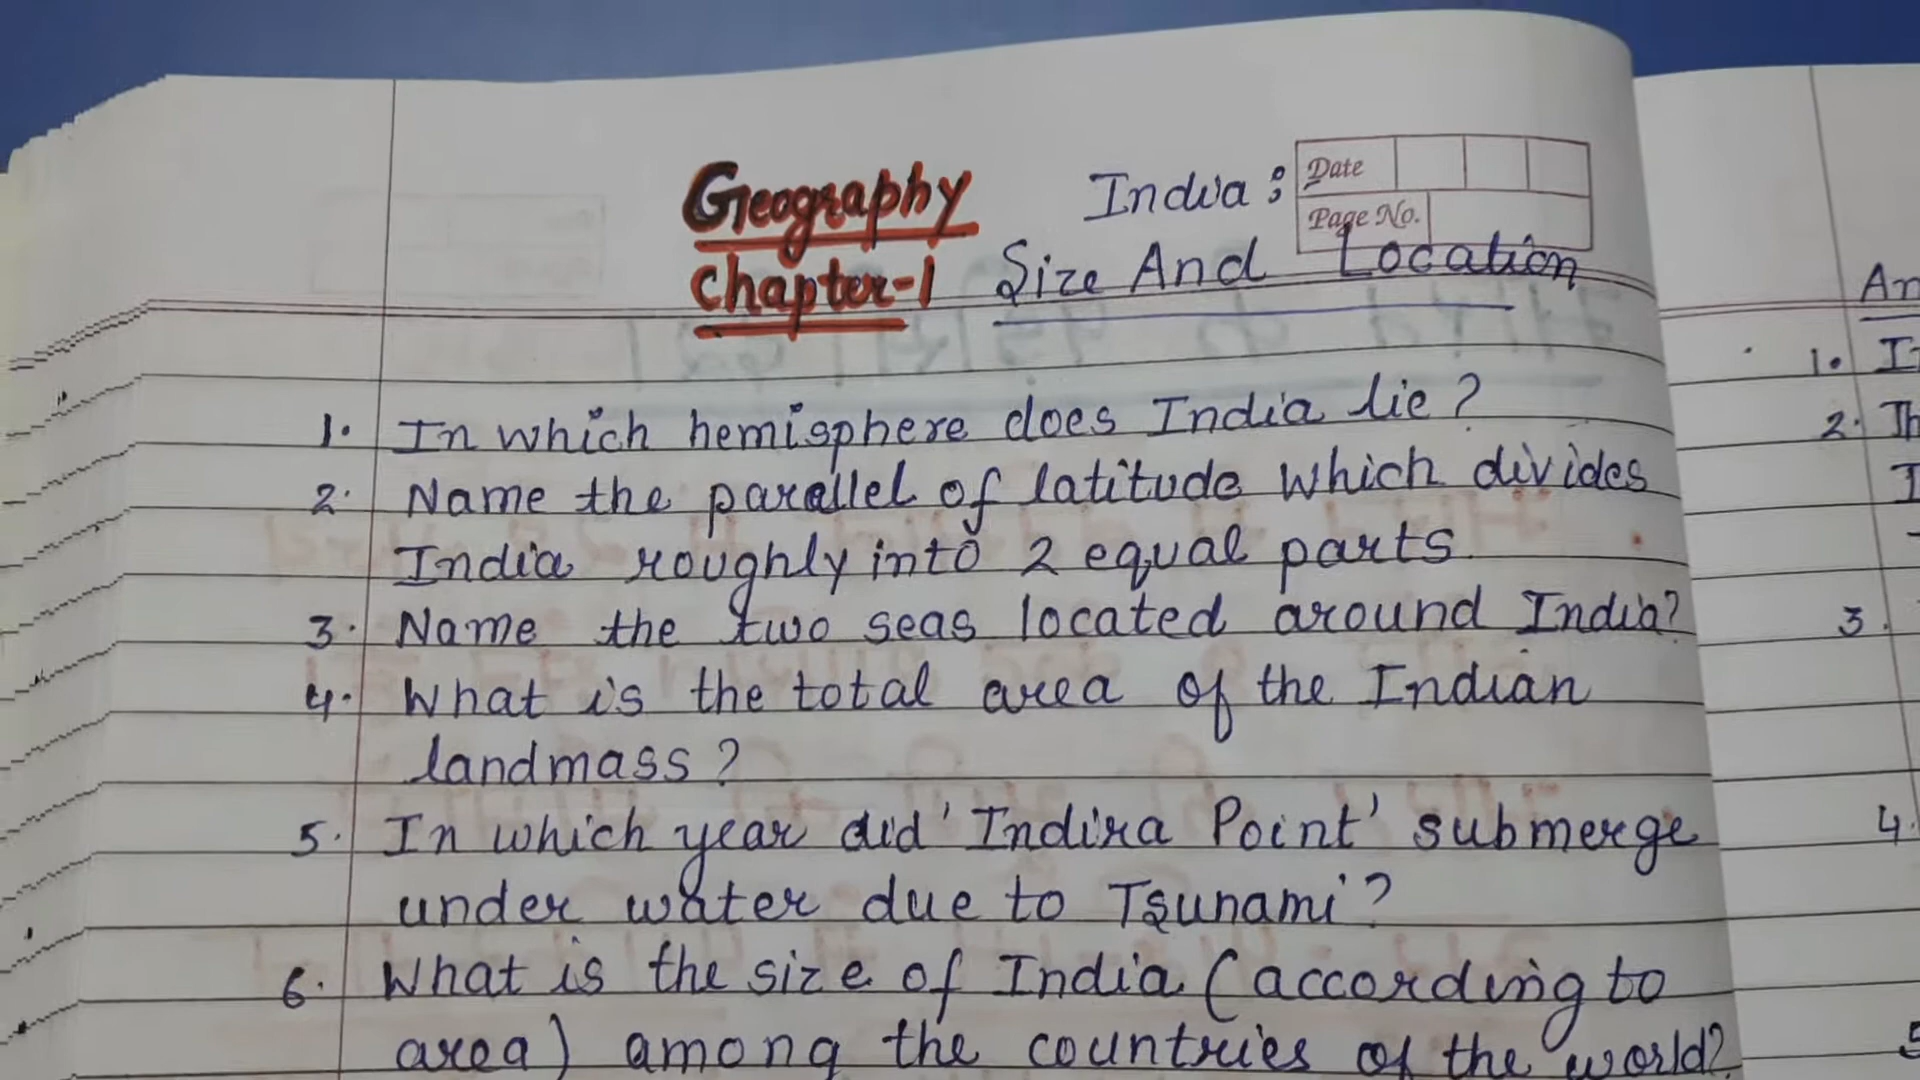 Geography India :
Date
Page No.
Chapter-1 Size And Location
1. In which hemisphere does India lie?
2. Name the parallel of latitude which divides
India roughly into 2 equal parts
3. Name the two seas located around India?
4. What is the total area of the Indian
landmass?
5. In which year did 'Indira Point' submerge
under water due to Tsunami?
6. What is the size of India (according to
area) among the countries of the world?
1.
2.
3.
4.
5